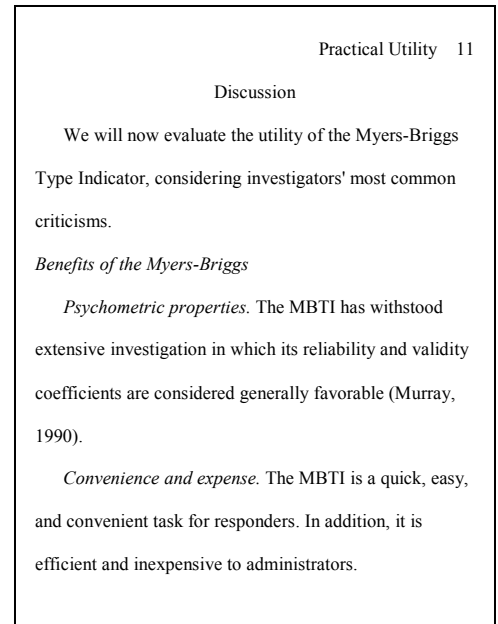 Practical Utility 11
Discussion
We will now evaluate the utility of the Myers-Briggs
Type Indicator, considering investigators' most common
criticisms.
Benefits of the Myers-Briggs
Psychometric properties. The MBTI has withstood
extensive investigation in which its reliability and validity
coefficients are considered generally favorable (Murray,
1990).
Convenience and expense. The MBTI is a quick, easy,
and convenient task for responders. In addition, it is
efficient and inexpensive to administrators.